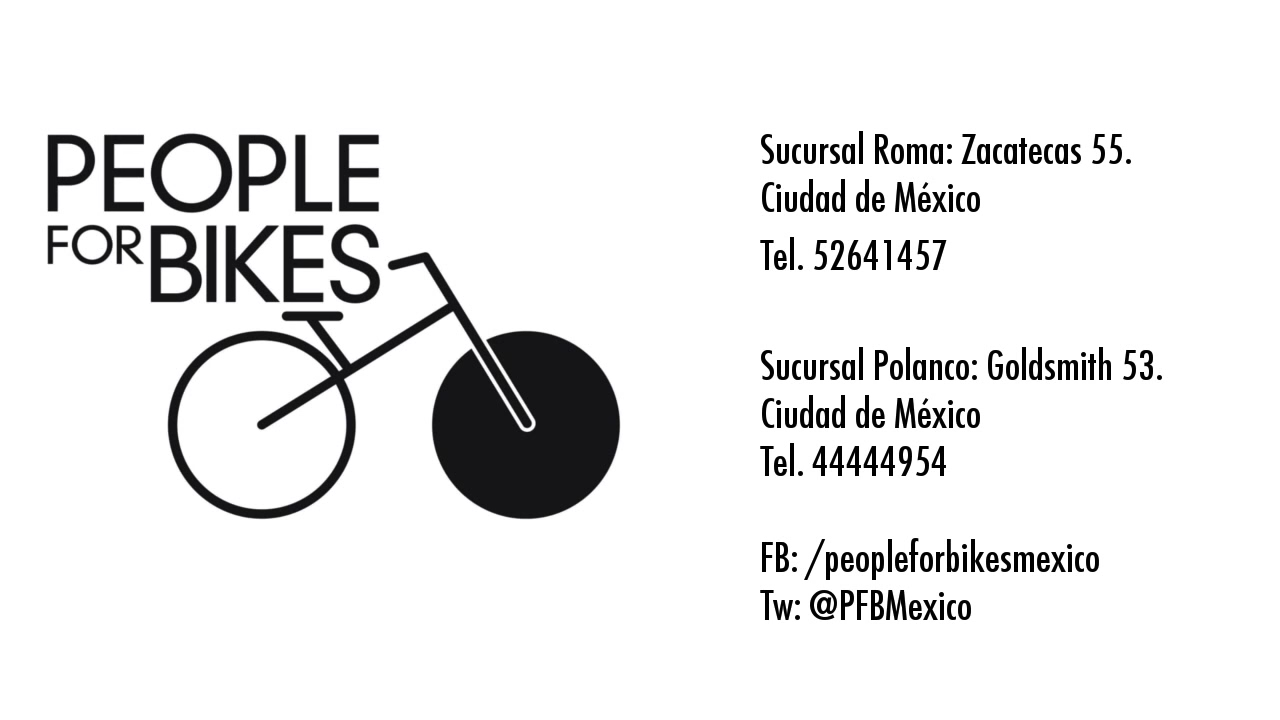 PEOPLE
FOR BIKES
Sucursal Roma: Zacatecas 55.
Ciudad de México
Tel. 52641457
Sucursal Polanco: Goldsmith 53.
Ciudad de México
Tel. 44444954
FB: /peopleforbikesmexico
Tw: @PFBMexico